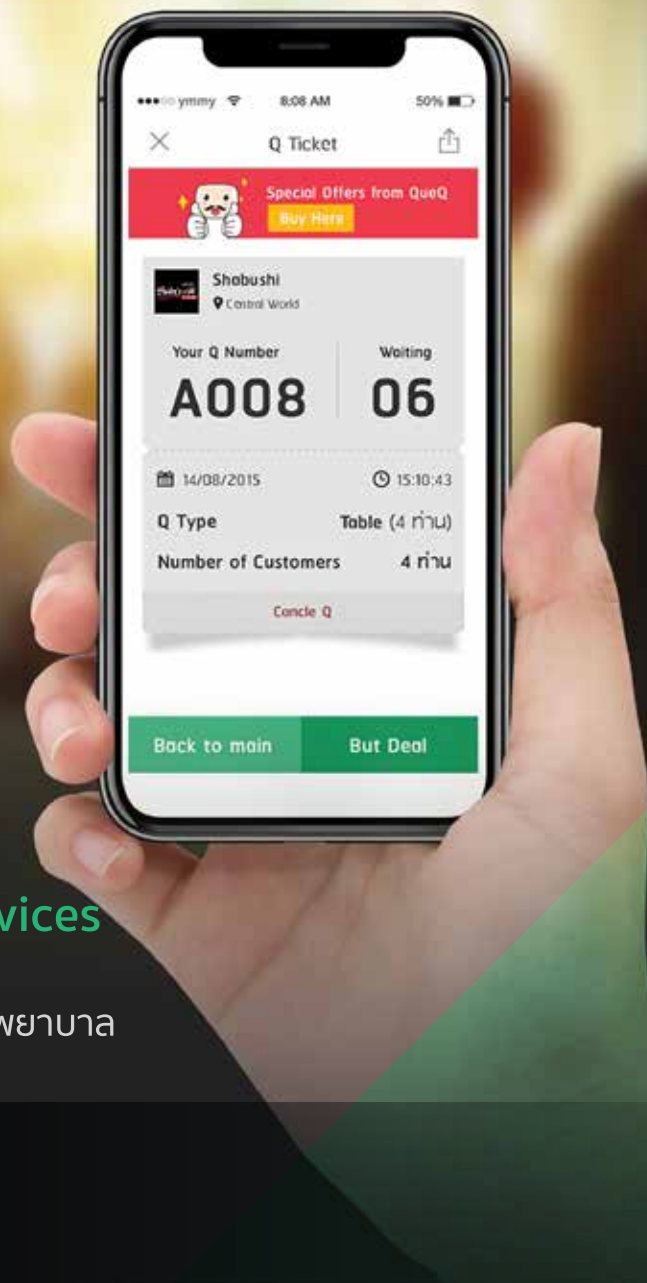 ymmy 8:08 AM 50%
Q Ticket
Special Offers from QueQ
Buy Here
Shabushi
Central World
Your Q Number Waiting
A008 06
14/08/2015 15:10:43
Q Type Table (4 ท่าน)
Number of Customers 4 ท่าน
Concle Q
Back to main But Deal
vices
พยาบาล